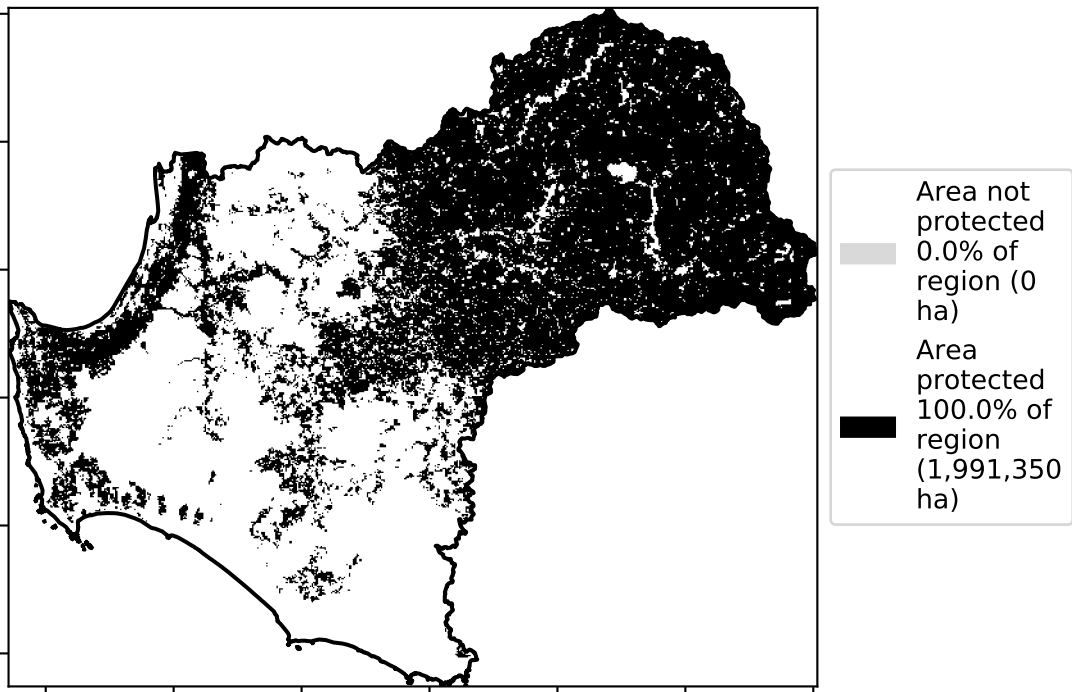 Area not
protected
0.0% of
region (0
ha)
Area
protected
100.0% of
region
(1,991,350
ha)